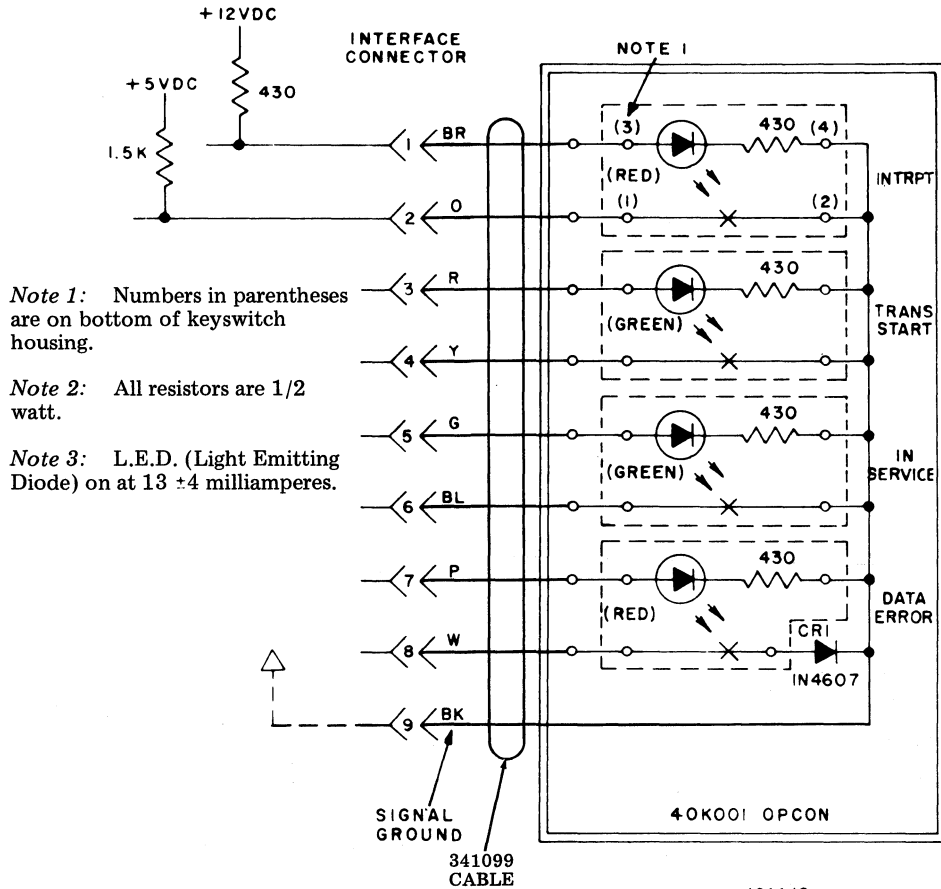 +12VDC
INTERFACE
CONNECTOR
NOTE 1
+5VDC
430
1.5K
1 BR
(3) 430 (4)
(RED)
INTRPT
2 O
(1) (2)
Note 1: Numbers in parentheses
are on bottom of keyswitch
housing.
Note 2: All resistors are 1/2
watt.
Note 3: L.E.D. (Light Emitting
Diode) on at 13 ±4 milliamperes.
3 R
430
(GREEN)
TRANS
START
4 Y
5 G
430
(GREEN)
IN
SERVICE
6 BL
7 P
430
(RED)
DATA
ERROR
8 W
CR1
IN4607
9 BK
SIGNAL
GROUND
40K001 OPCON
341099
CABLE